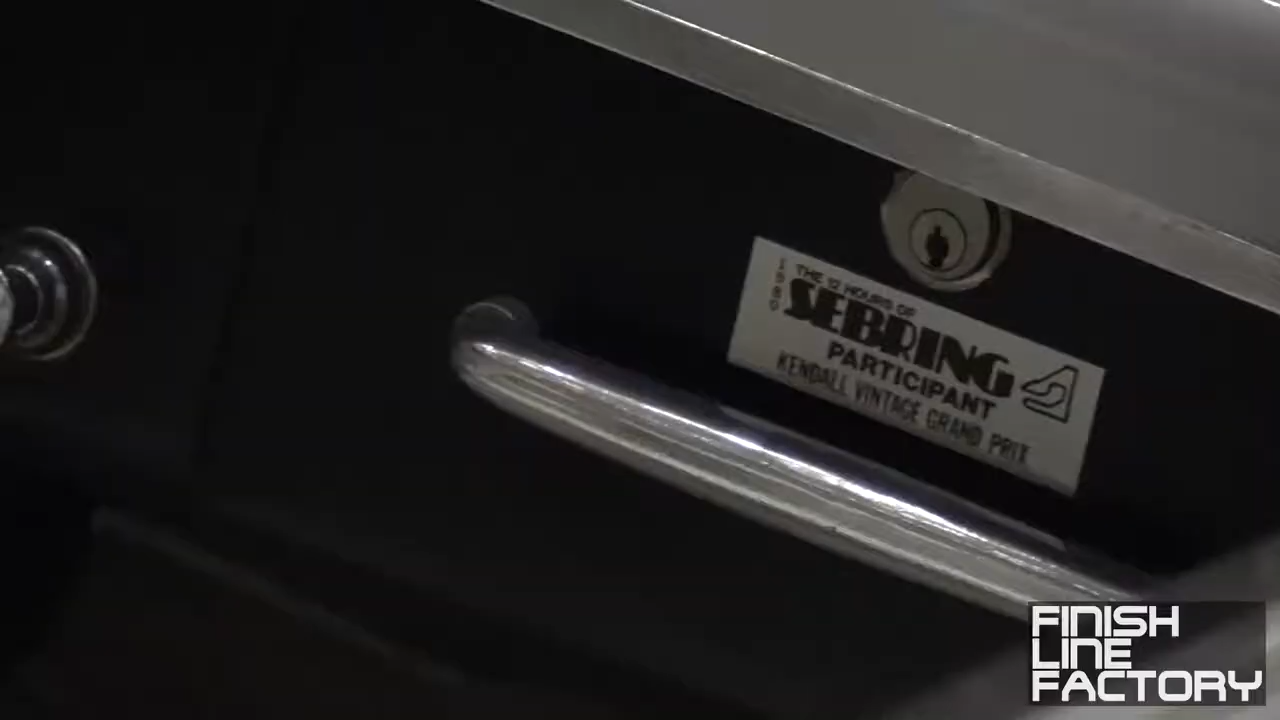 1980
THE 12 HOURS OF
SEBRING
PARTICIPANT
KENDALL VINTAGE GRAND PRIX
FINISH
LINE
FACTORY